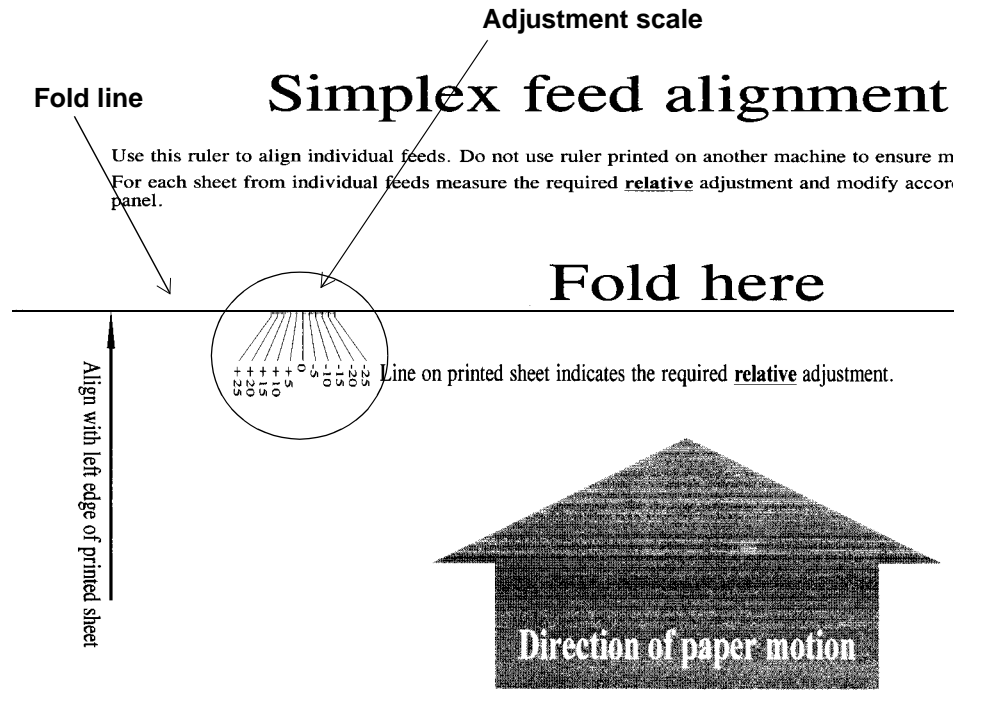 Adjustment scale
Fold line
Simplex feed alignment
Use this ruler to align individual feeds. Do not use ruler printed on another machine to ensure m
For each sheet from individual feeds measure the required relative adjustment and modify accor
panel.
Fold here
+25
+20
+15
+10
+5
0
-5
-10
-15
-20
-25
Line on printed sheet indicates the required relative adjustment.
Align with left edge of printed sheet
Direction of paper motion